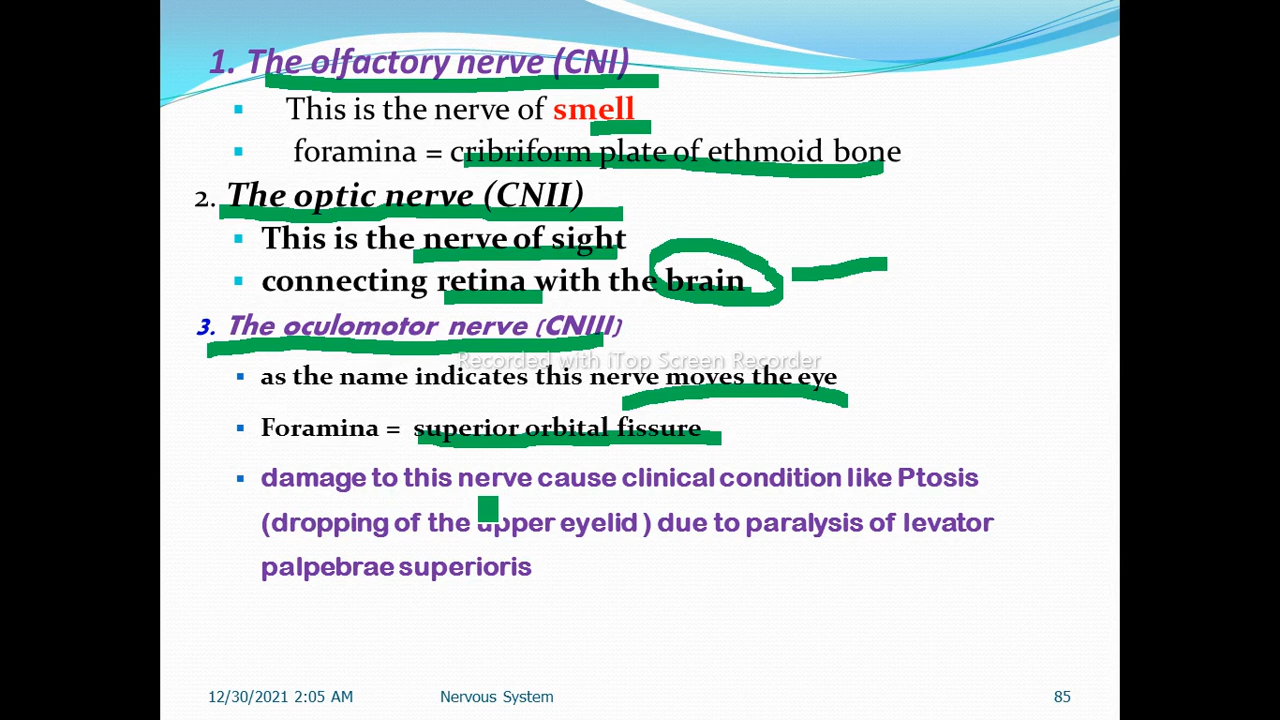 1. The olfactory nerve (CNI)
▪ This is the nerve of smell
▪ foramina = cribriform plate of ethmoid bone
2. The optic nerve (CNII)
▪ This is the nerve of sight
▪ connecting retina with the brain
3. The oculomotor nerve (CNIII)
Recorded with iTop Screen Recorder
▪ as the name indicates this nerve moves the eye
▪ Foramina = superior orbital fissure
▪ damage to this nerve cause clinical condition like Ptosis
(dropping of the upper eyelid ) due to paralysis of levator
palpebrae superioris
12/30/2021 2:05 AM Nervous System 85